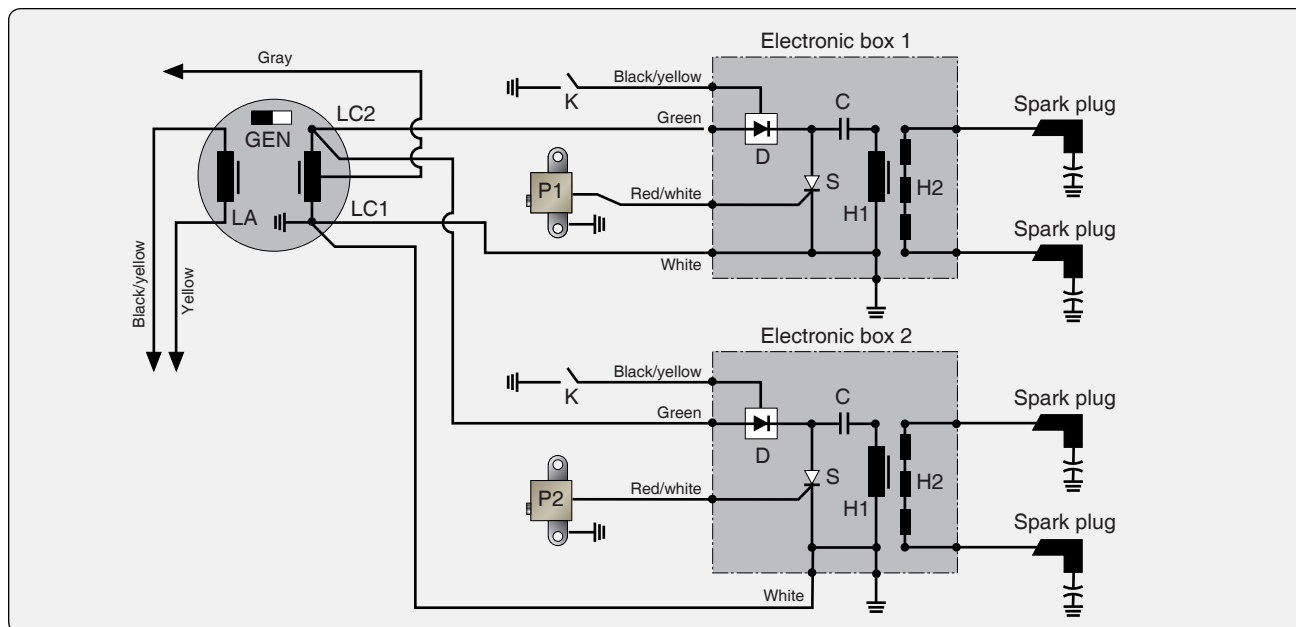 Gray
LC2
GEN
LA
LC1
Black/yellow
Yellow
Electronic box 1
Black/yellow
K
Green
D
C
P1
Red/white
S
H1
H2
White
Spark plug
Spark plug
Electronic box 2
Black/yellow
K
Green
D
C
P2
Red/white
S
H1
H2
White
Spark plug
Spark plug